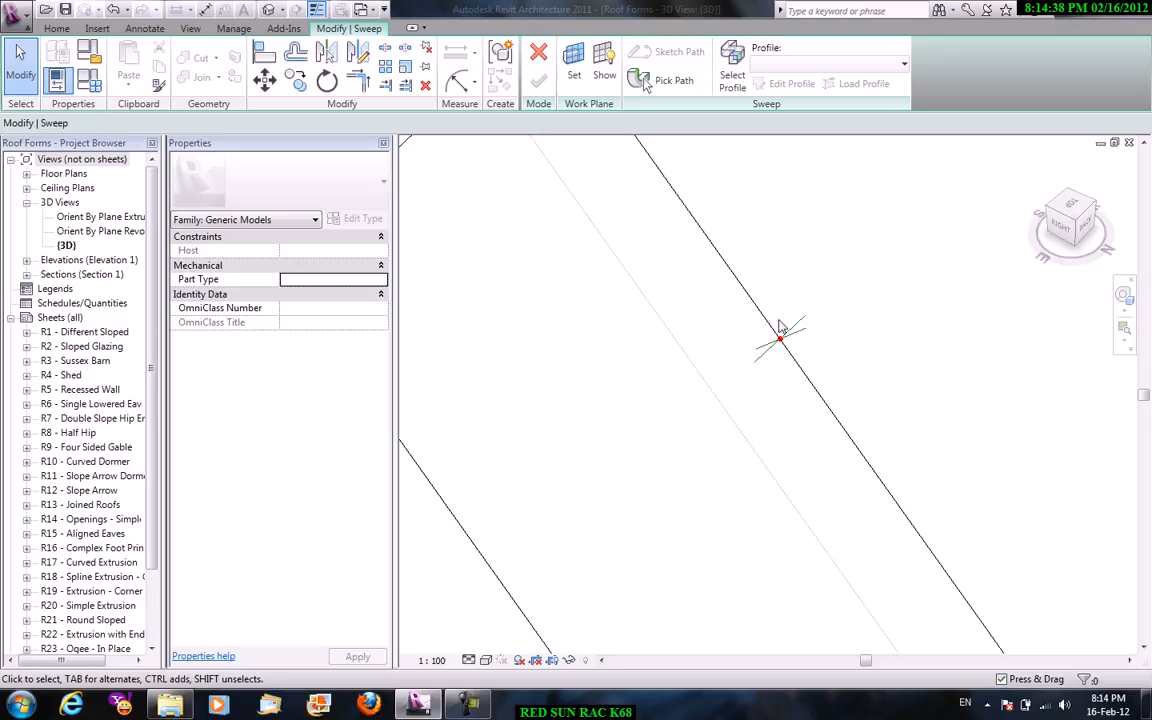 Autodesk Revit Architecture 2011 - [Roof Forms - 3D View: {3D}]
Type a keyword or phrase
8:14:38 PM 02/16/2012
Home Insert Annotate View Manage Add-Ins Modify | Sweep
Modify
Paste
Cut
Join
Set Show
Sketch Path
Pick Path
Select Profile
Profile:
Edit Profile Load Profile
Select Properties Clipboard Geometry Modify Measure Create Mode Work Plane Sweep
Modify | Sweep
Roof Forms - Project Browser
Views (not on sheets)
Floor Plans
Ceiling Plans
3D Views
Orient By Plane Extru
Orient By Plane Revo
{3D}
Elevations (Elevation 1)
Sections (Section 1)
Legends
Schedules/Quantities
Sheets (all)
R1 - Different Sloped
R2 - Sloped Glazing
R3 - Sussex Barn
R4 - Shed
R5 - Recessed Wall
R6 - Single Lowered Eav
R7 - Double Slope Hip En
R8 - Half Hip
R9 - Four Sided Gable
R10 - Curved Dormer
R11 - Slope Arrow Dorme
R12 - Slope Arrow
R13 - Joined Roofs
R14 - Openings - Simple
R15 - Aligned Eaves
R16 - Complex Foot Prin
R17 - Curved Extrusion
R18 - Spline Extrusion - C
R19 - Extrusion - Corner
R20 - Simple Extrusion
R21 - Round Sloped
R22 - Extrusion with End
R23 - Ogee - In Place
Properties
Family: Generic Models
Edit Type
Constraints
Host
Mechanical
Part Type
Identity Data
OmniClass Number
OmniClass Title
Properties help
Apply
TOP
RIGHT
BACK
S
E
1 : 100
Click to select, TAB for alternates, CTRL adds, SHIFT unselects.
Press & Drag
:0
EN
8:14 PM
16-Feb-12
RED SUN RAC K68